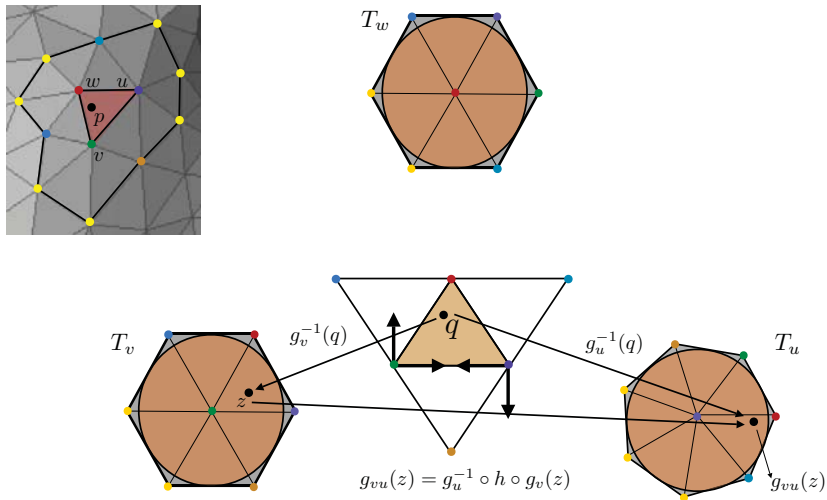 w u
p
v
T_w
T_v
g_v^{-1}(q)
q
g_u^{-1}(q)
T_u
z
g_{vu}(z) = g_u^{-1} ∘ h ∘ g_v(z)
g_{vu}(z)